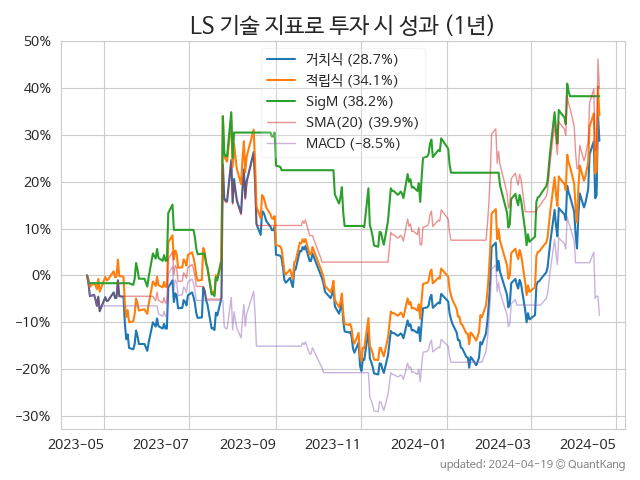 LS 기술 지표로 투자 시 성과 (1년)
50%
40%
30%
20%
10%
0%
−10%
−20%
−30%
거치식 (28.7%)
적립식 (34.1%)
SigM (38.2%)
SMA(20) (39.9%)
MACD (−8.5%)
2023-05 2023-07 2023-09 2023-11 2024-01 2024-03 2024-05
updated: 2024-04-19 © QuantKang